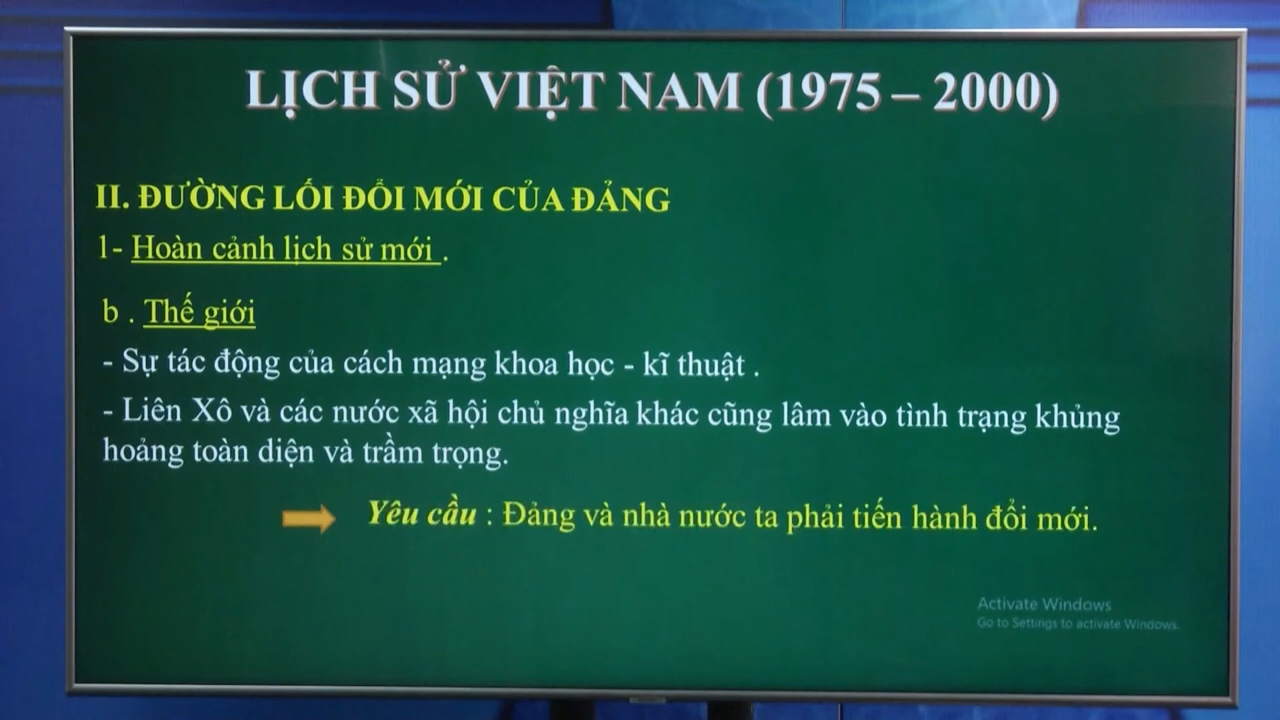 LỊCH SỬ VIỆT NAM (1975 – 2000)
II. ĐƯỜNG LỐI ĐỔI MỚI CỦA ĐẢNG
1- Hoàn cảnh lịch sử mới .
b . Thế giới
- Sự tác động của cách mạng khoa học - kĩ thuật .
- Liên Xô và các nước xã hội chủ nghĩa khác cũng lâm vào tình trạng khủng
hoảng toàn diện và trầm trọng.
Yêu cầu : Đảng và nhà nước ta phải tiến hành đổi mới.
Activate Windows
Go to Settings to activate Windows.